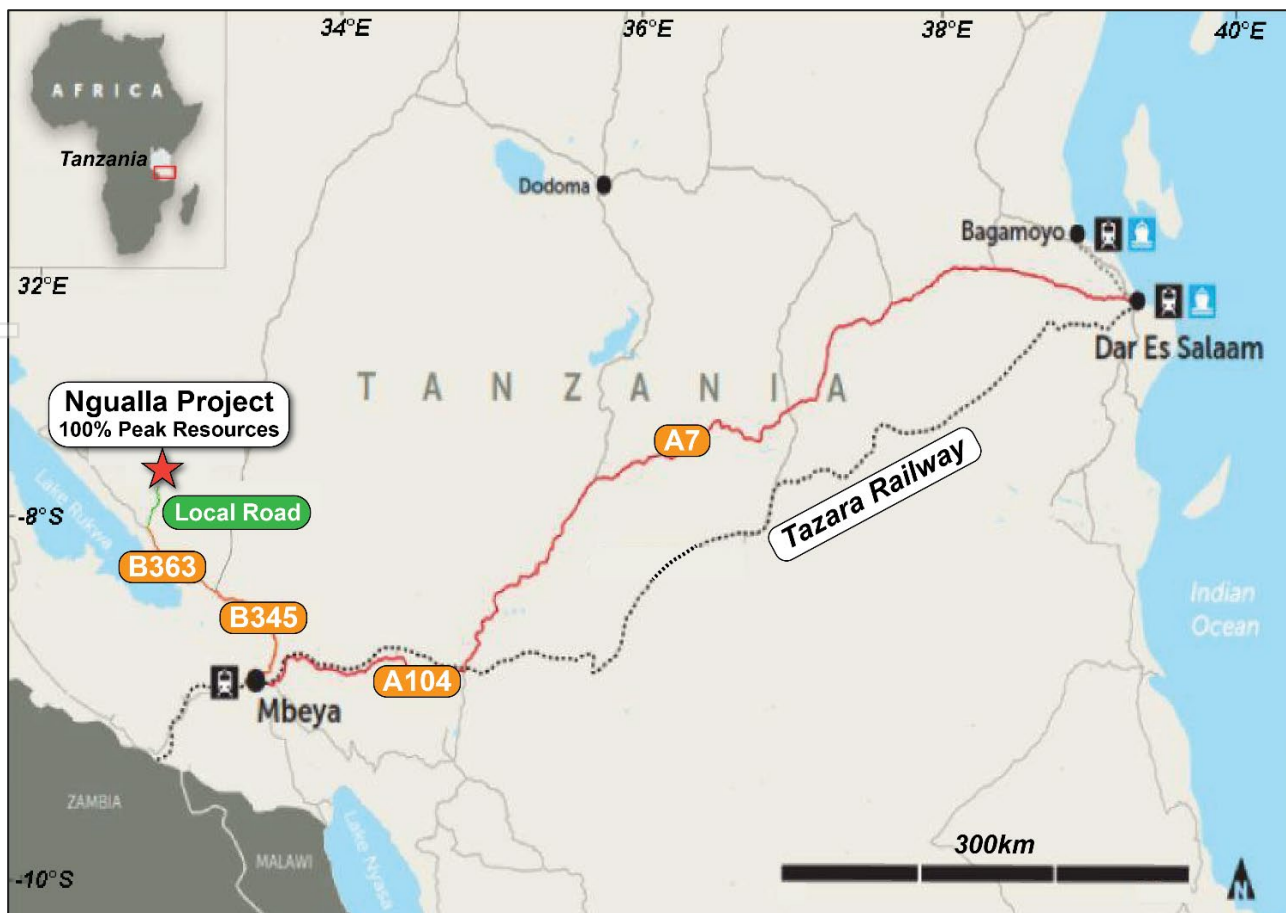 34°E
36°E
38°E
40°E
AFRICA
Tanzania
Dodoma
Bagamoyo
32°E
Dar Es Salaam
TANZANIA
Ngualla Project
100% Peak Resources
A7
Lake Rukwa
Local Road
Tazara Railway
-8°S
B363
B345
Indian
Ocean
A104
Mbeya
ZAMBIA
Lake Nyasa
300km
MALAWI
-10°S
N